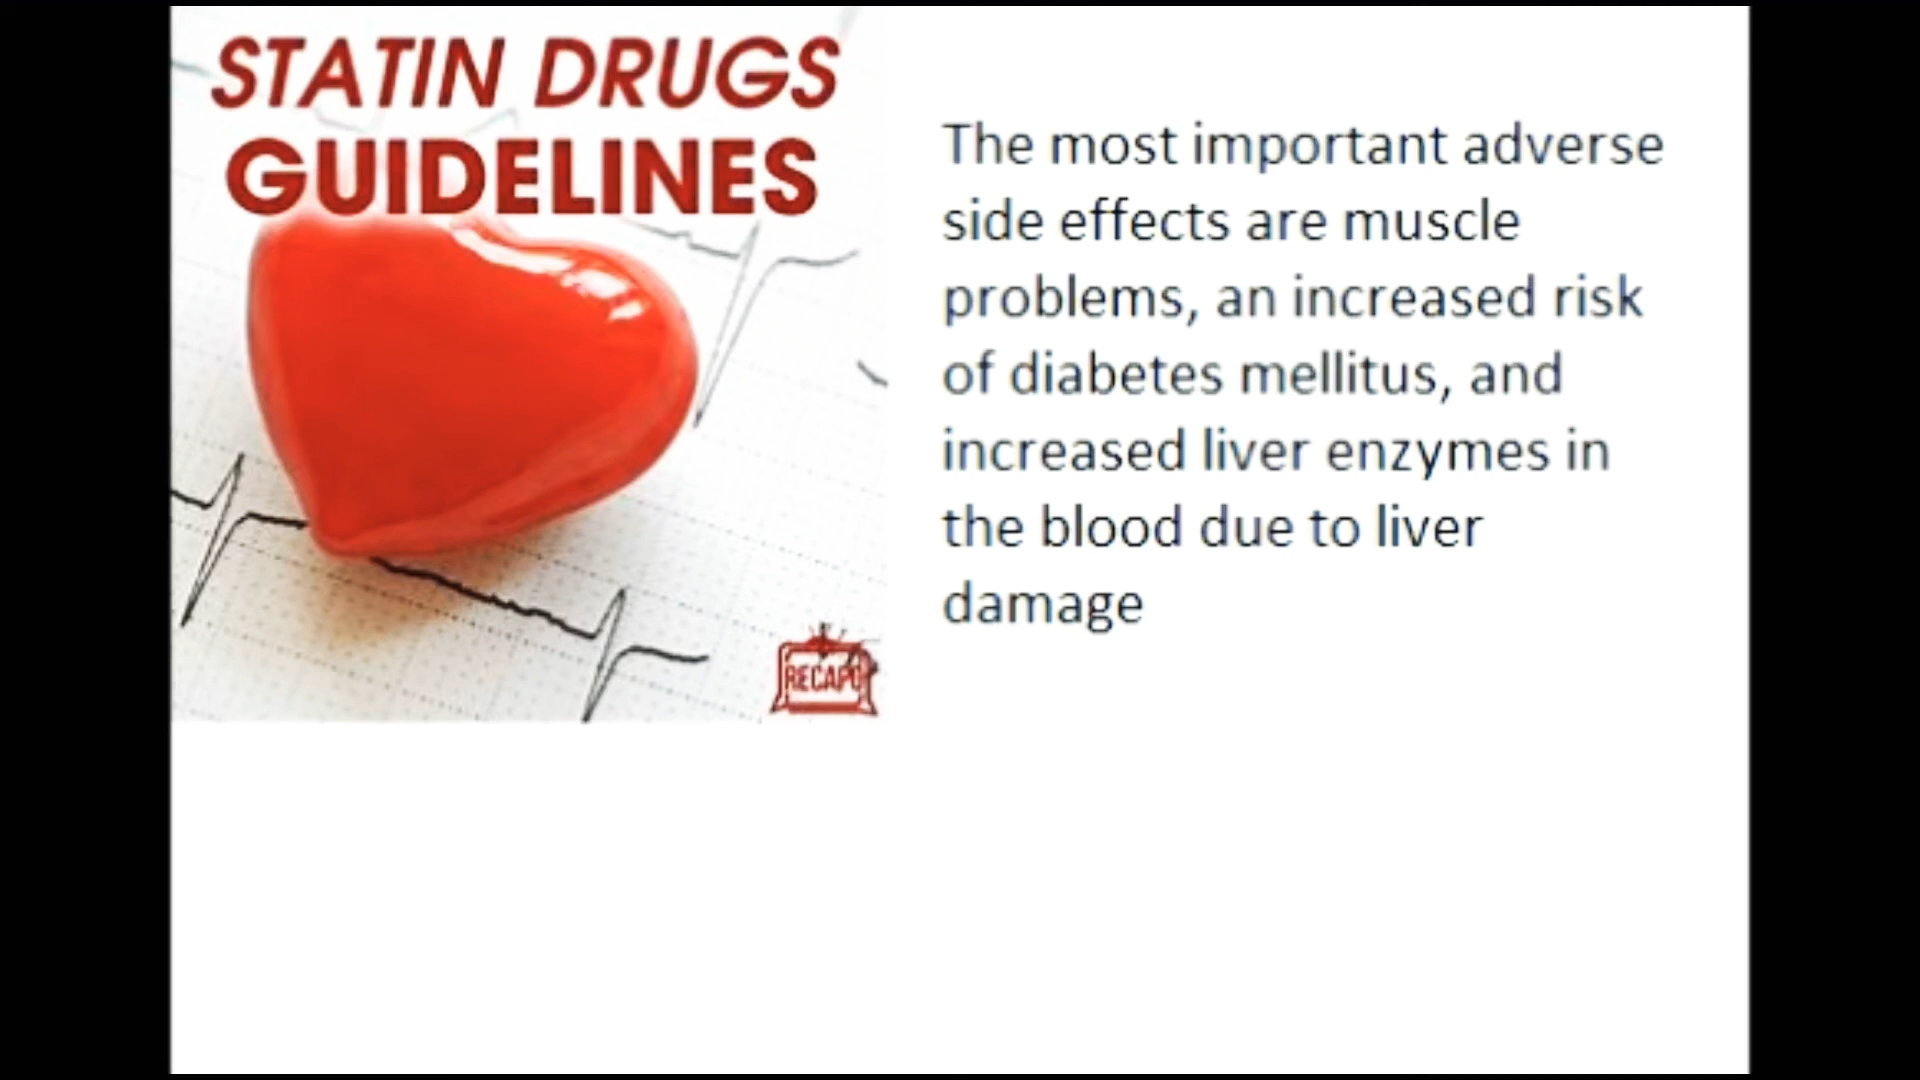 STATIN DRUGS
GUIDELINES
The most important adverse
side effects are muscle
problems, an increased risk
of diabetes mellitus, and
increased liver enzymes in
the blood due to liver
damage